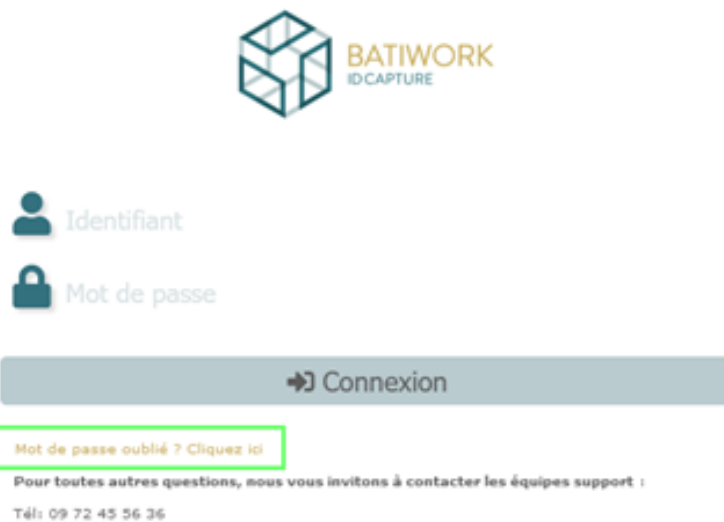 BATIWORK
IDCAPTURE
Identifiant
Mot de passe
Connexion
Mot de passe oublié ? Cliquez ici
Pour toutes autres questions, nous vous invitons à contacter les équipes support :
Tél: 09 72 45 56 36